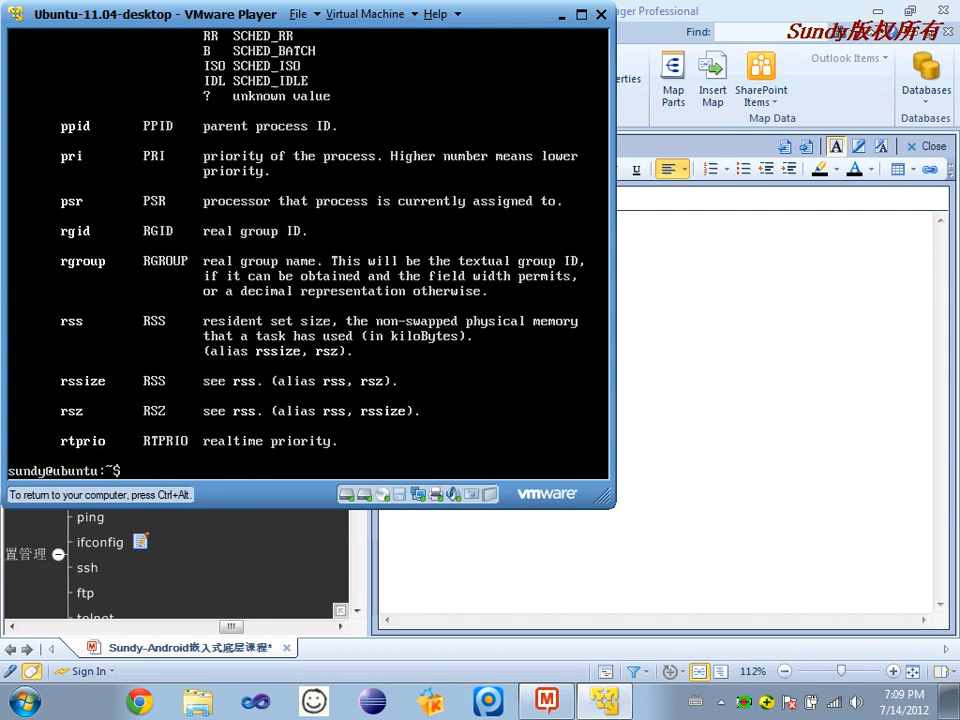 Ubuntu-11.04-desktop - VMware Player File Virtual Machine Help
ager Professional
Sundy版权所有
Find:
RR SCHED_RR
B SCHED_BATCH
ISO SCHED_ISO
IDL SCHED_IDLE
? unknown value
ppid PPID parent process ID.
pri PRI priority of the process. Higher number means lower
priority.
psr PSR processor that process is currently assigned to.
rgid RGID real group ID.
rgroup RGROUP real group name. This will be the textual group ID,
if it can be obtained and the field width permits,
or a decimal representation otherwise.
rss RSS resident set size, the non-swapped physical memory
that a task has used (in kiloBytes).
(alias rssize, rsz).
rssize RSS see rss. (alias rss, rsz).
rsz RSZ see rss. (alias rss, rssize).
rtprio RTPRIO realtime priority.
sundy@ubuntu:~$
To return to your computer, press Ctrl+Alt.
vmware
perties
Map Parts
Insert Map
SharePoint Items
Outlook Items
Map Data
Databases
Databases
Close
ping
ifconfig
置管理
ssh
ftp
telnet
Sundy-Android嵌入式底层课程*
Sign In
112%
7:09 PM
7/14/2012